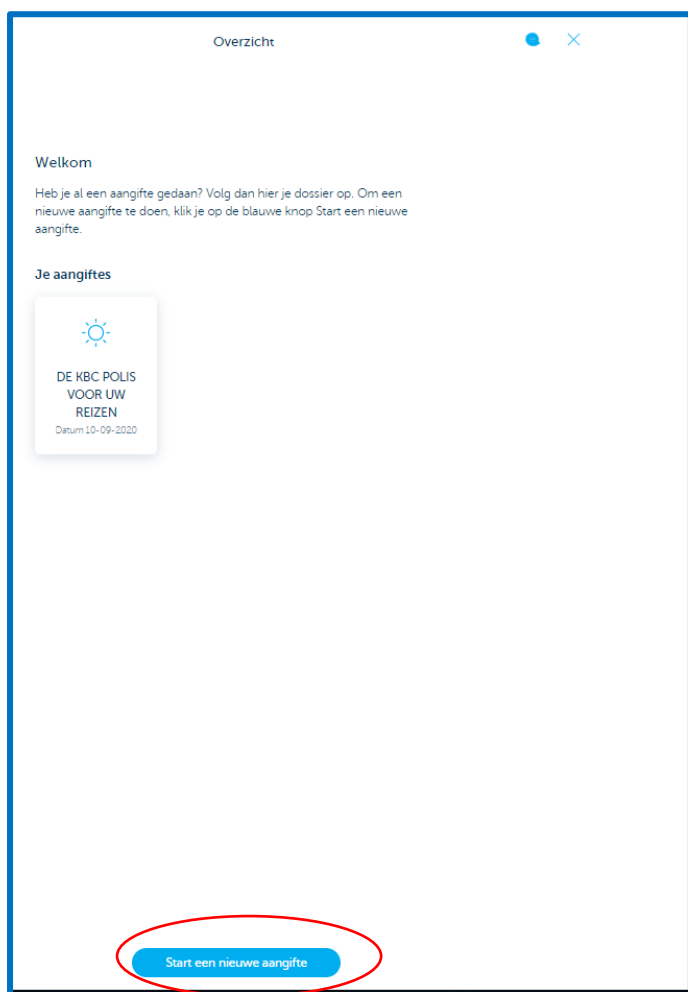 Overzicht
Welkom
Heb je al een aangifte gedaan? Volg dan hier je dossier op. Om een
nieuwe aangifte te doen, klik je op de blauwe knop Start een nieuwe
aangifte.
Je aangiftes
DE KBC POLIS
VOOR UW
REIZEN
Datum 10-09-2020
Start een nieuwe aangifte